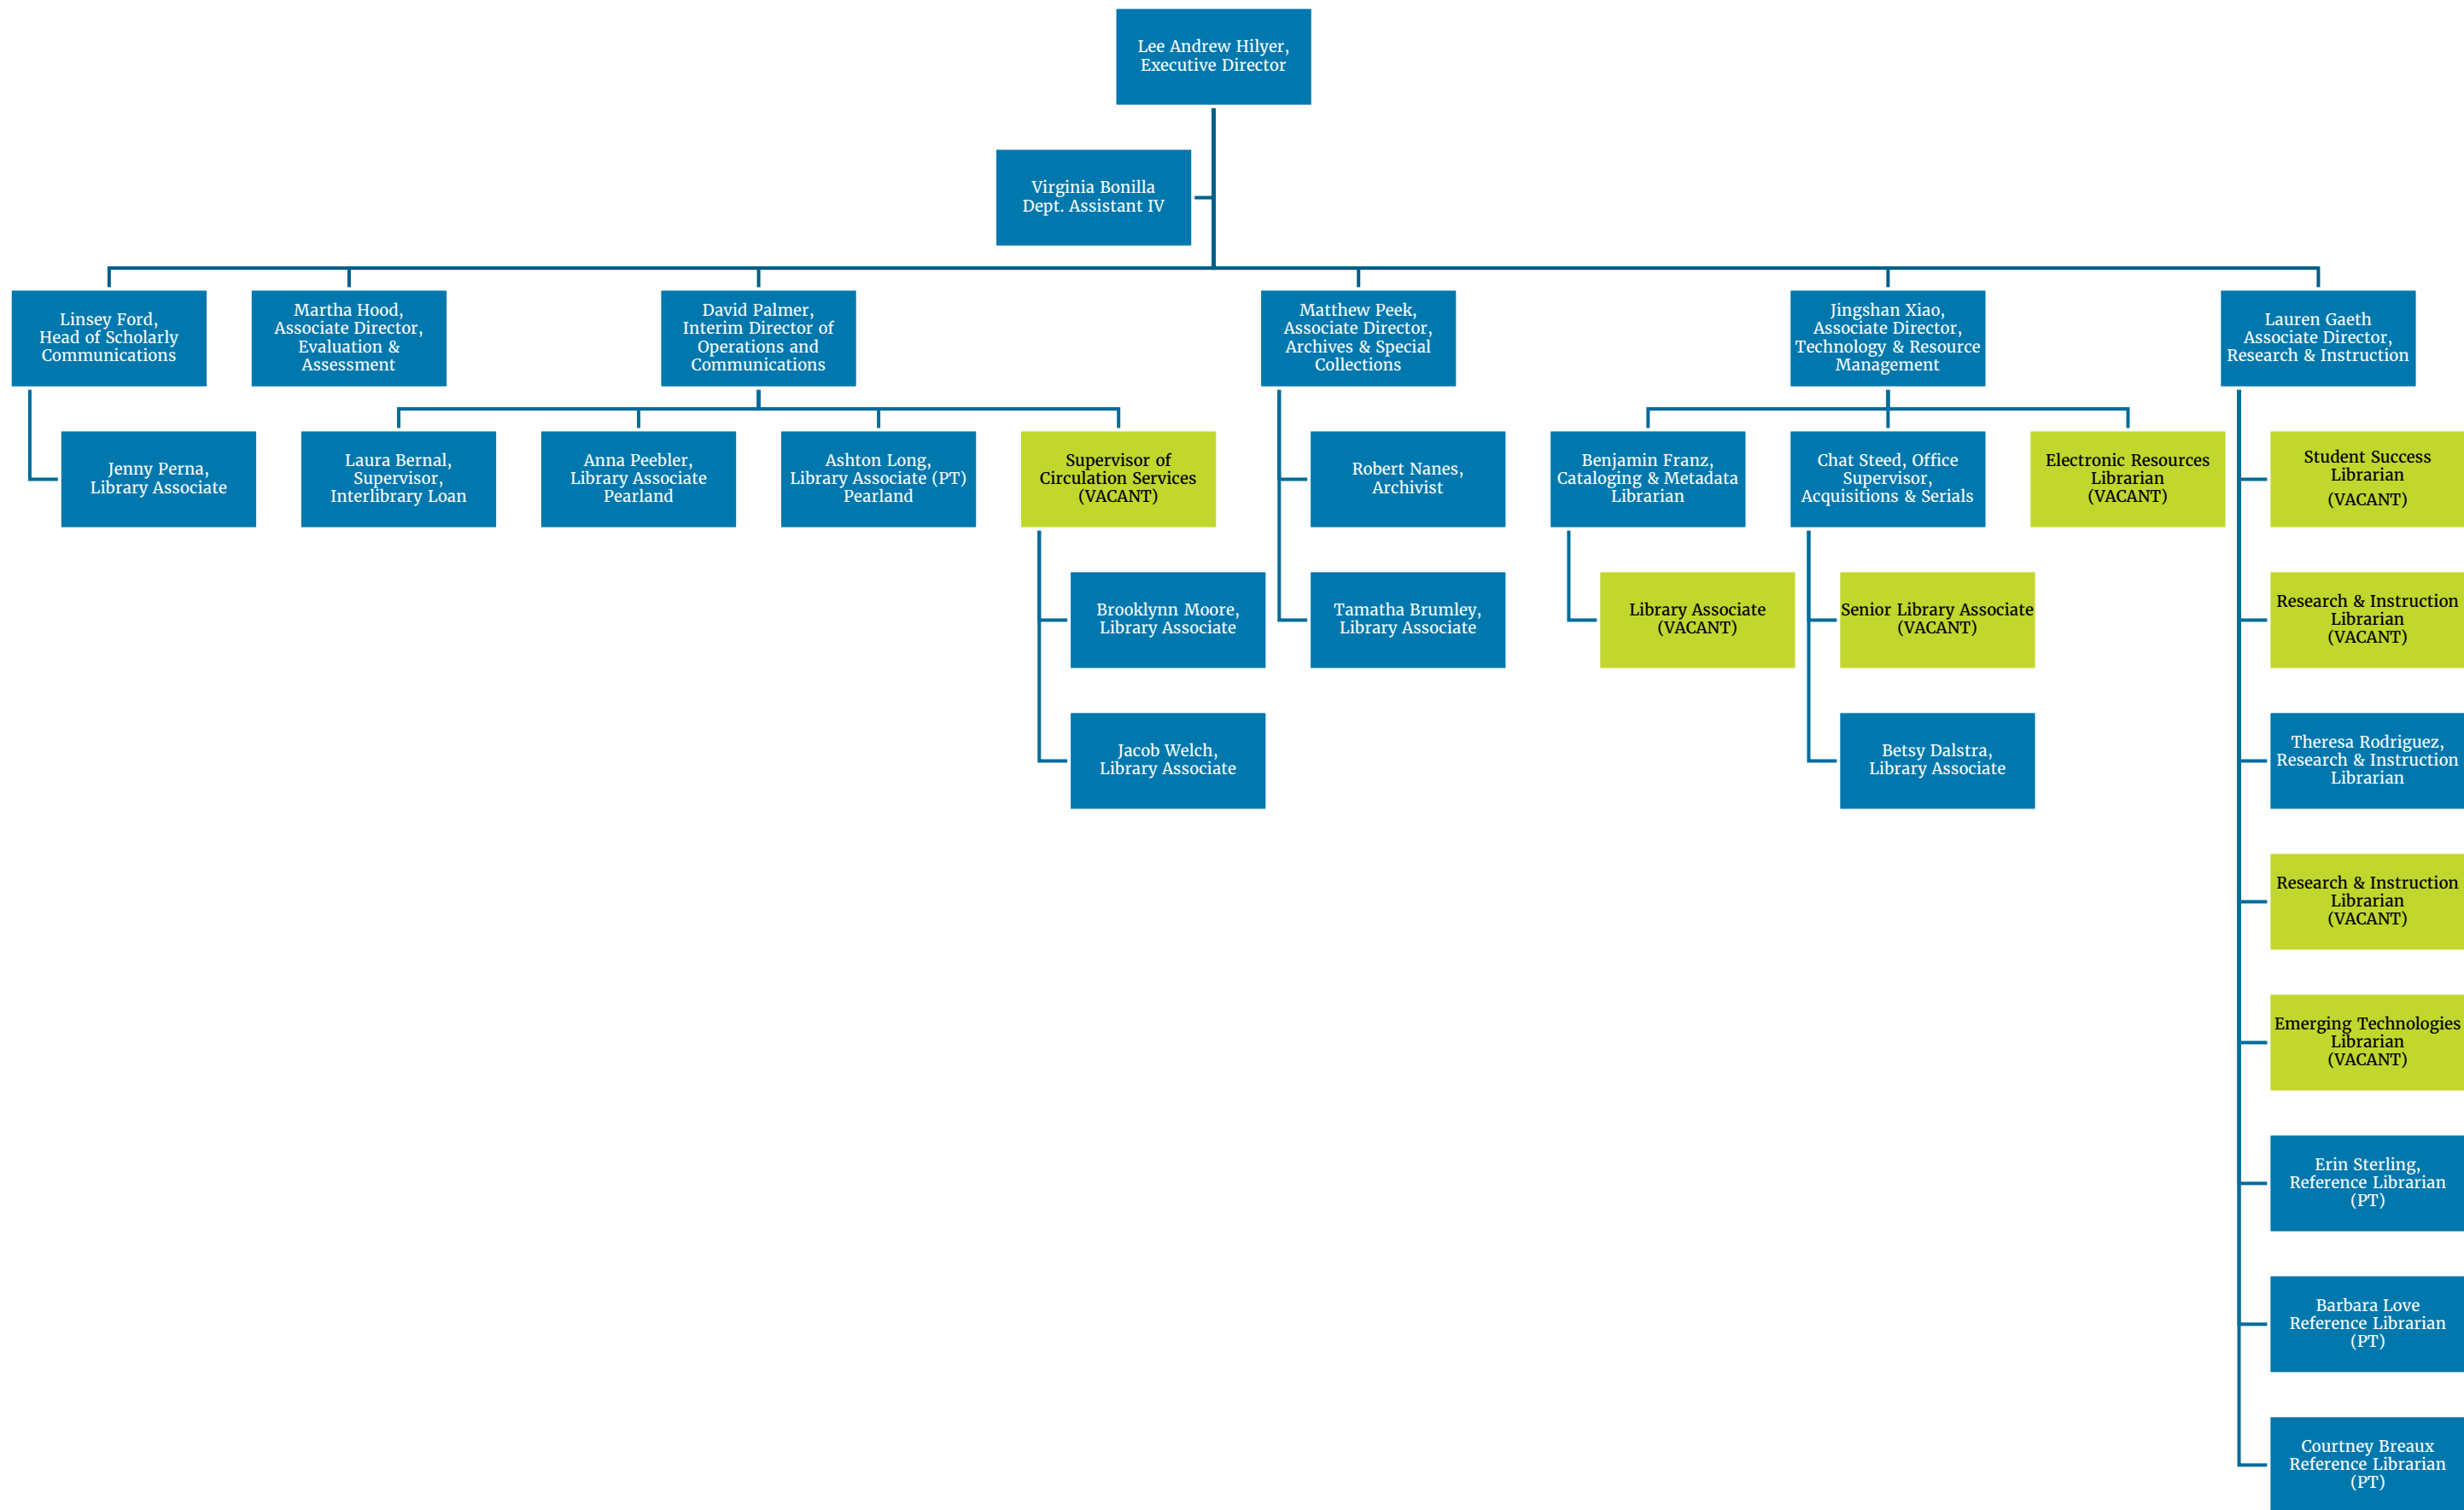 Lee Andrew Hilyer,
Executive Director
Virginia Bonilla
Dept. Assistant IV
Linsey Ford,
Head of Scholarly
Communications
Martha Hood,
Associate Director,
Evaluation &
Assessment
David Palmer,
Interim Director of
Operations and
Communications
Matthew Peek,
Associate Director,
Archives & Special
Collections
Jingshan Xiao,
Associate Director,
Technology & Resource
Management
Lauren Gaeth
Associate Director,
Research & Instruction
Jenny Perna,
Library Associate
Laura Bernal,
Supervisor,
Interlibrary Loan
Anna Peebler,
Library Associate
Pearland
Ashton Long,
Library Associate (PT)
Pearland
Supervisor of
Circulation Services
(VACANT)
Robert Nanes,
Archivist
Benjamin Franz,
Cataloging & Metadata
Librarian
Chat Steed, Office
Supervisor,
Acquisitions & Serials
Electronic Resources
Librarian
(VACANT)
Student Success
Librarian
(VACANT)
Brooklynn Moore,
Library Associate
Tamatha Brumley,
Library Associate
Library Associate
(VACANT)
Senior Library Associate
(VACANT)
Research & Instruction
Librarian
(VACANT)
Jacob Welch,
Library Associate
Betsy Dalstra,
Library Associate
Theresa Rodriguez,
Research & Instruction
Librarian
Research & Instruction
Librarian
(VACANT)
Emerging Technologies
Librarian
(VACANT)
Erin Sterling,
Reference Librarian
(PT)
Barbara Love
Reference Librarian
(PT)
Courtney Breaux
Reference Librarian
(PT)